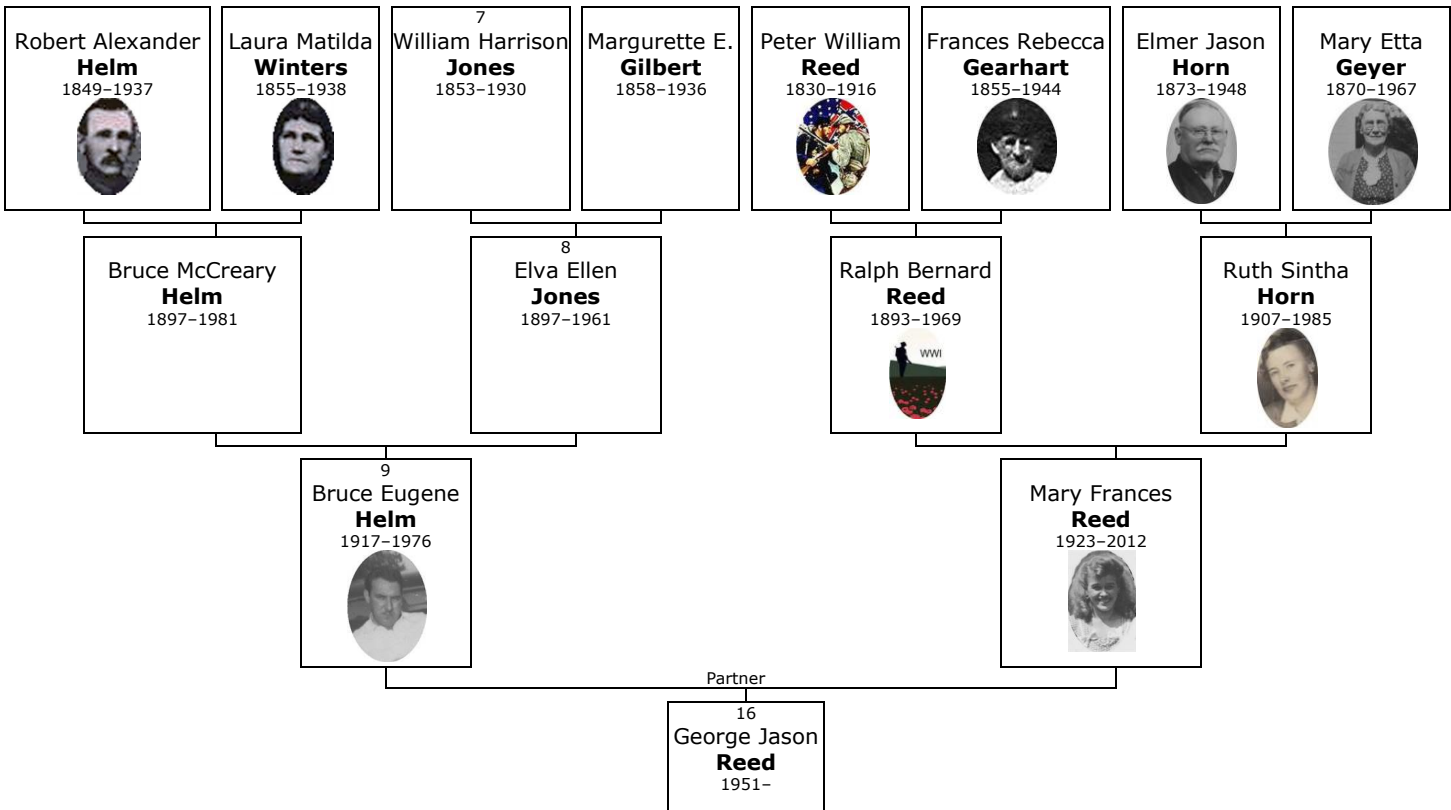 Robert Alexander
Helm
1849–1937
Laura Matilda
Winters
1855–1938
7
William Harrison
Jones
1853–1930
Margurette E.
Gilbert
1858–1936
Peter William
Reed
1830–1916
Frances Rebecca
Gearhart
1855–1944
Elmer Jason
Horn
1873–1948
Mary Etta
Geyer
1870–1967
Bruce McCreary
Helm
1897–1981
8
Elva Ellen
Jones
1897–1961
Ralph Bernard
Reed
1893–1969
WWI
Ruth Sintha
Horn
1907–1985
9
Bruce Eugene
Helm
1917–1976
Mary Frances
Reed
1923–2012
Partner
16
George Jason
Reed
1951–